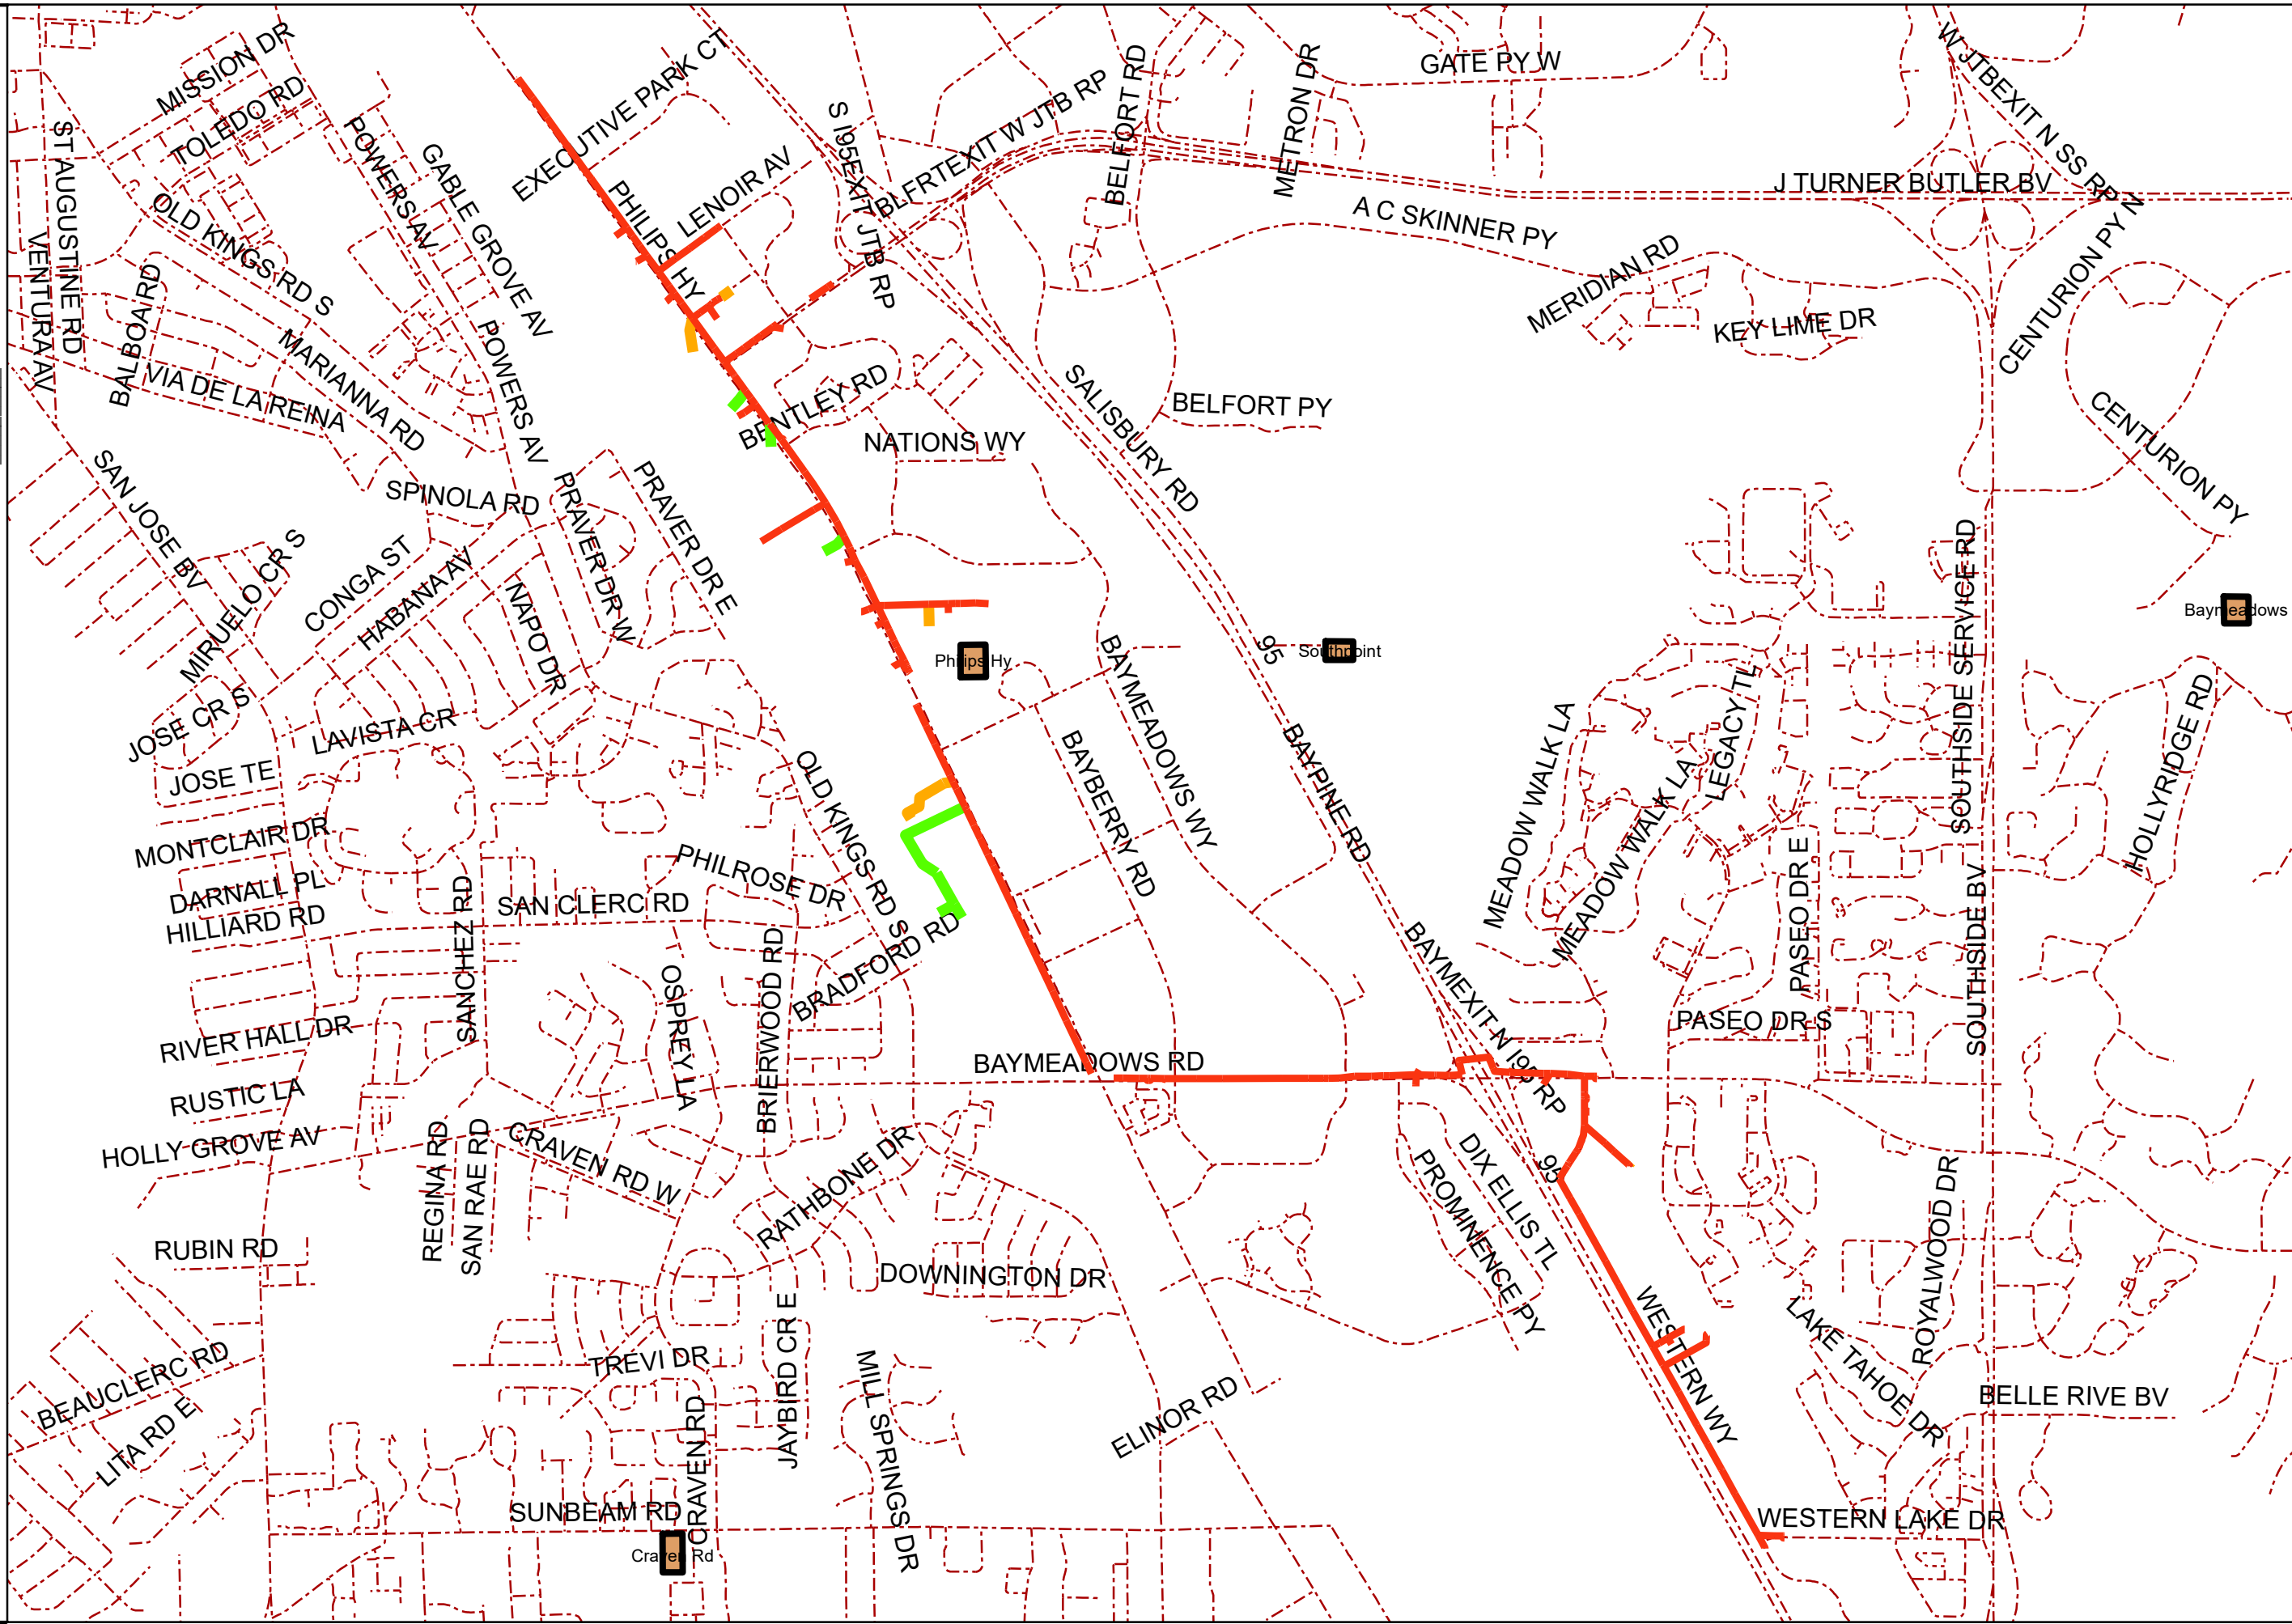 MISSION DR
TOLEDO RD
ST AUGUSTINE RD
VENTURA AV
OLD KINGS RD S
BALBOA RD
VIA DE LA REINA
MARIANNA RD
POWERS AV
GABLE GROVE AV
POWERS AV
EXECUTIVE PARK CT
PHILIPS HY
LENOIR AV
S I95EXIT JTB RP
BLFRTEXIT W JTB RP
BELFORT RD
METRON DR
GATE PY W
W JTBEXIT N SS RP
J TURNER BUTLER BV
A C SKINNER PY
MERIDIAN RD
KEY LIME DR
CENTURION PY N
CENTURION PY
BENTLEY RD
NATIONS WY
SALISBURY RD
BELFORT PY
SAN JOSE BV
SPINOLA RD
PRAVER DR W
PRAVER DR E
MIRUELO CR S
CONGA ST
HABANA AV
NAPO DR
JOSE CR S
LAVISTA CR
JOSE TE
MONTCLAIR DR
DARNALL PL
HILLIARD RD
SANCHEZ RD
SAN CLERC RD
PHILROSE DR
OLD KINGS RD S
BRADFORD RD
BRIERWOOD RD
OSPREY LA
RIVER HALL DR
RUSTIC LA
HOLLY GROVE AV
REGINA RD
SAN RAE RD
CRAVEN RD W
RATHBONE DR
Philips Hy
95
Southpoint
Baymeadows
BAYMEADOWS WY
BAYBERRY RD
BAYPINE RD
BAYMEADOWS RD
BAYMEXIT N I95 RP
MEADOW WALK LA
MEADOW WALK LA
LEGACY TL
PASEO DR E
PASEO DR S
SOUTHSIDE SERVICE RD
SOUTHSIDE BV
HOLLYRIDGE RD
95
DIX ELLIS TL
PROMINENCE PY
WESTERN WY
ROYALWOOD DR
LAKE TAHOE DR
BELLE RIVE BV
WESTERN LAKE DR
RUBIN RD
BEAUCLERC RD
LITA RD E
TREVI DR
DOWNINGTON DR
JAYBIRD CR E
MILL SPRINGS DR
ELINOR RD
CRAVEN RD
SUNBEAM RD
Craven Rd